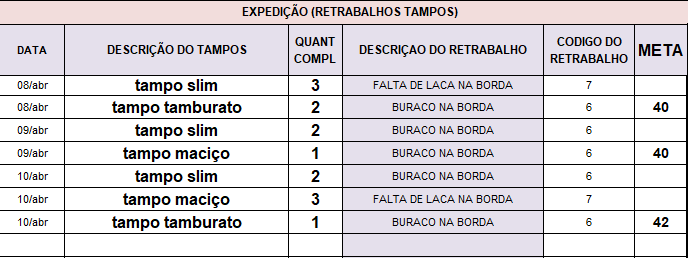 EXPEDIÇÃO (RETRABALHOS TAMPOS)
DATA DESCRIÇÃO DO TAMPOS QUANT COMPL DESCRIÇAO DO RETRABALHO CODIGO DO RETRABALHO META
08/abr tampo slim 3 FALTA DE LACA NA BORDA 7
08/abr tampo tamburato 2 BURACO NA BORDA 6 40
09/abr tampo slim 2 BURACO NA BORDA 6
09/abr tampo maciço 1 BURACO NA BORDA 6 40
10/abr tampo slim 2 BURACO NA BORDA 6
10/abr tampo maciço 3 FALTA DE LACA NA BORDA 7
10/abr tampo tamburato 1 BURACO NA BORDA 6 42